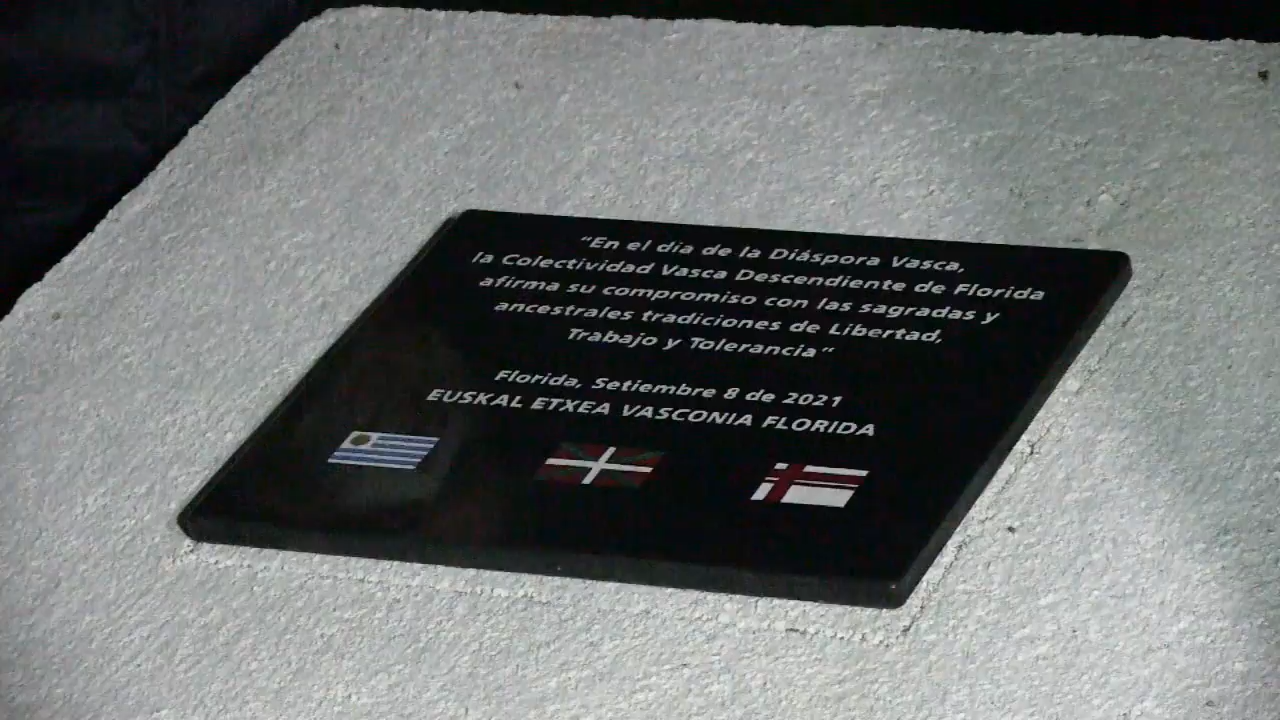 “En el día de la Diáspora Vasca,
la Colectividad Vasca Descendiente de Florida
afirma su compromiso con las sagradas y
ancestrales tradiciones de Libertad,
Trabajo y Tolerancia”
Florida, Setiembre 8 de 2021
EUSKAL ETXEA VASCONIA FLORIDA